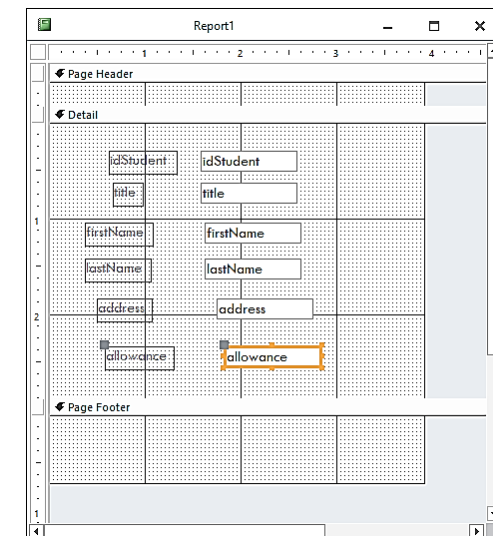 Report1
1 2 3 4
Page Header
Detail
idStudent idStudent
title title
1
firstName firstName
lastName lastName
address address
2
allowance allowance
Page Footer
1